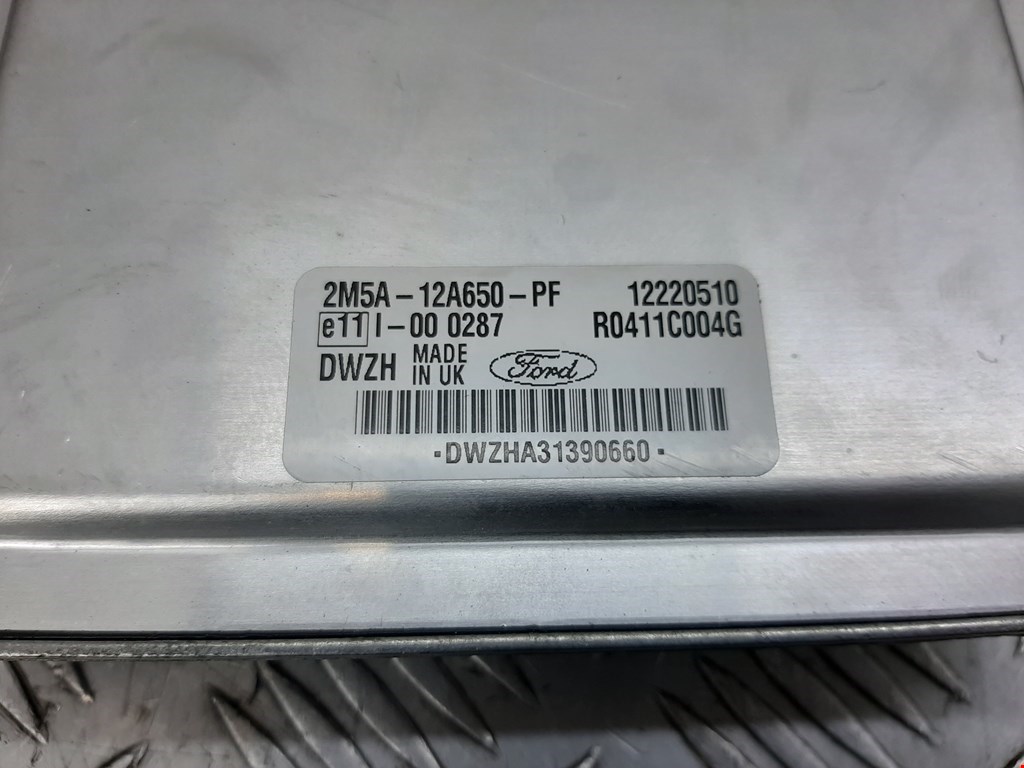 2M5A-12A650-PF 12220510
e11 I-00 0287 R0411C004G
DWZH MADE IN UK Ford
·DWZHA31390660·